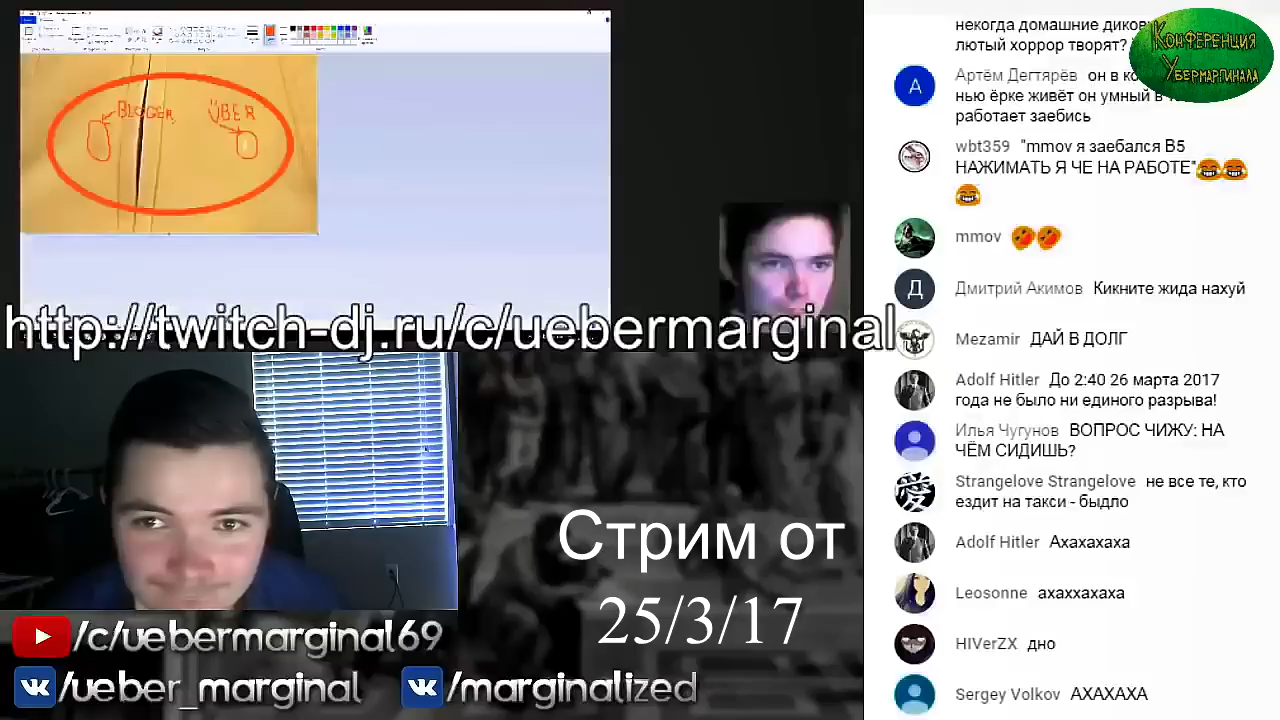 BLOGER
ÜBER
http://twitch-dj.ru/c/uebermarginal
Стрим от
25/3/17
/c/uebermarginal69
/ueber_marginal
/marginalized
Конференция
Убермаргинала
некогда домашние
лютый хоррор творят?
А
Артём Дегтярёв он в
нью ёрке живёт он умный в
работает заебись
wbt359 "mmov я заебался B5
НАЖИМАТЬ Я ЧЕ НА РАБОТЕ"
mmov
Д
Дмитрий Акимов Кикните жида нахуй
Mezamir ДАЙ В ДОЛГ
Adolf Hitler До 2:40 26 марта 2017
года не было ни единого разрыва!
Илья Чугунов ВОПРОС ЧИЖУ: НА
ЧЁМ СИДИШЬ?
愛
Strangelove Strangelove не все те, кто
ездит на такси - быдло
Adolf Hitler Ахахахаха
Leosonne ахаххахаха
HIVerZX дно
Sergey Volkov АХАХАХА